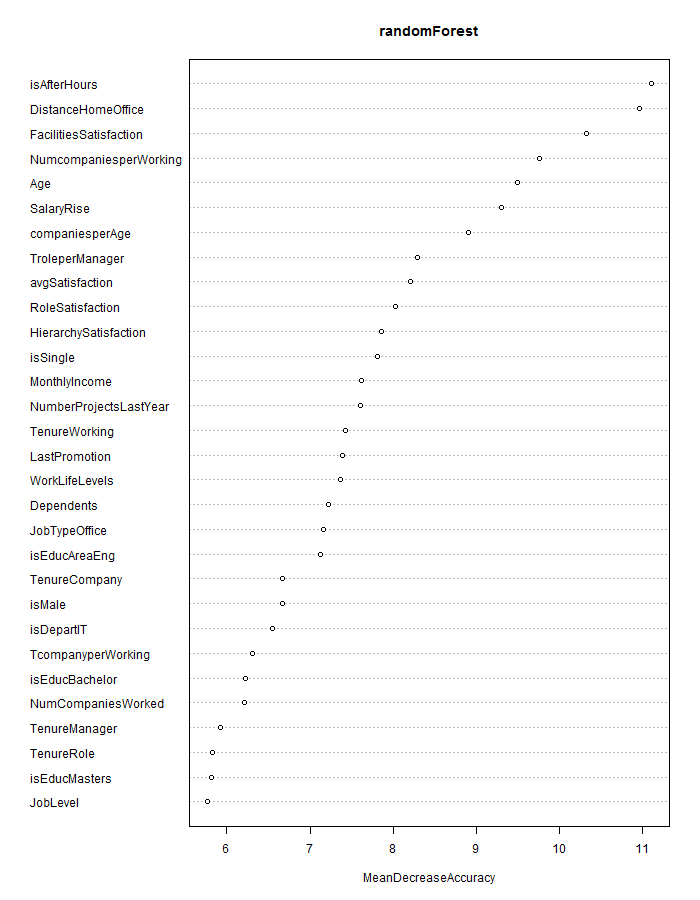 randomForest
isAfterHours
DistanceHomeOffice
FacilitiesSatisfaction
NumcompaniesperWorking
Age
SalaryRise
companiesperAge
TroleperManager
avgSatisfaction
RoleSatisfaction
HierarchySatisfaction
isSingle
MonthlyIncome
NumberProjectsLastYear
TenureWorking
LastPromotion
WorkLifeLevels
Dependents
JobTypeOffice
isEducAreaEng
TenureCompany
isMale
isDepartIT
TcompanyperWorking
isEducBachelor
NumCompaniesWorked
TenureManager
TenureRole
isEducMasters
JobLevel
6 7 8 9 10 11
MeanDecreaseAccuracy